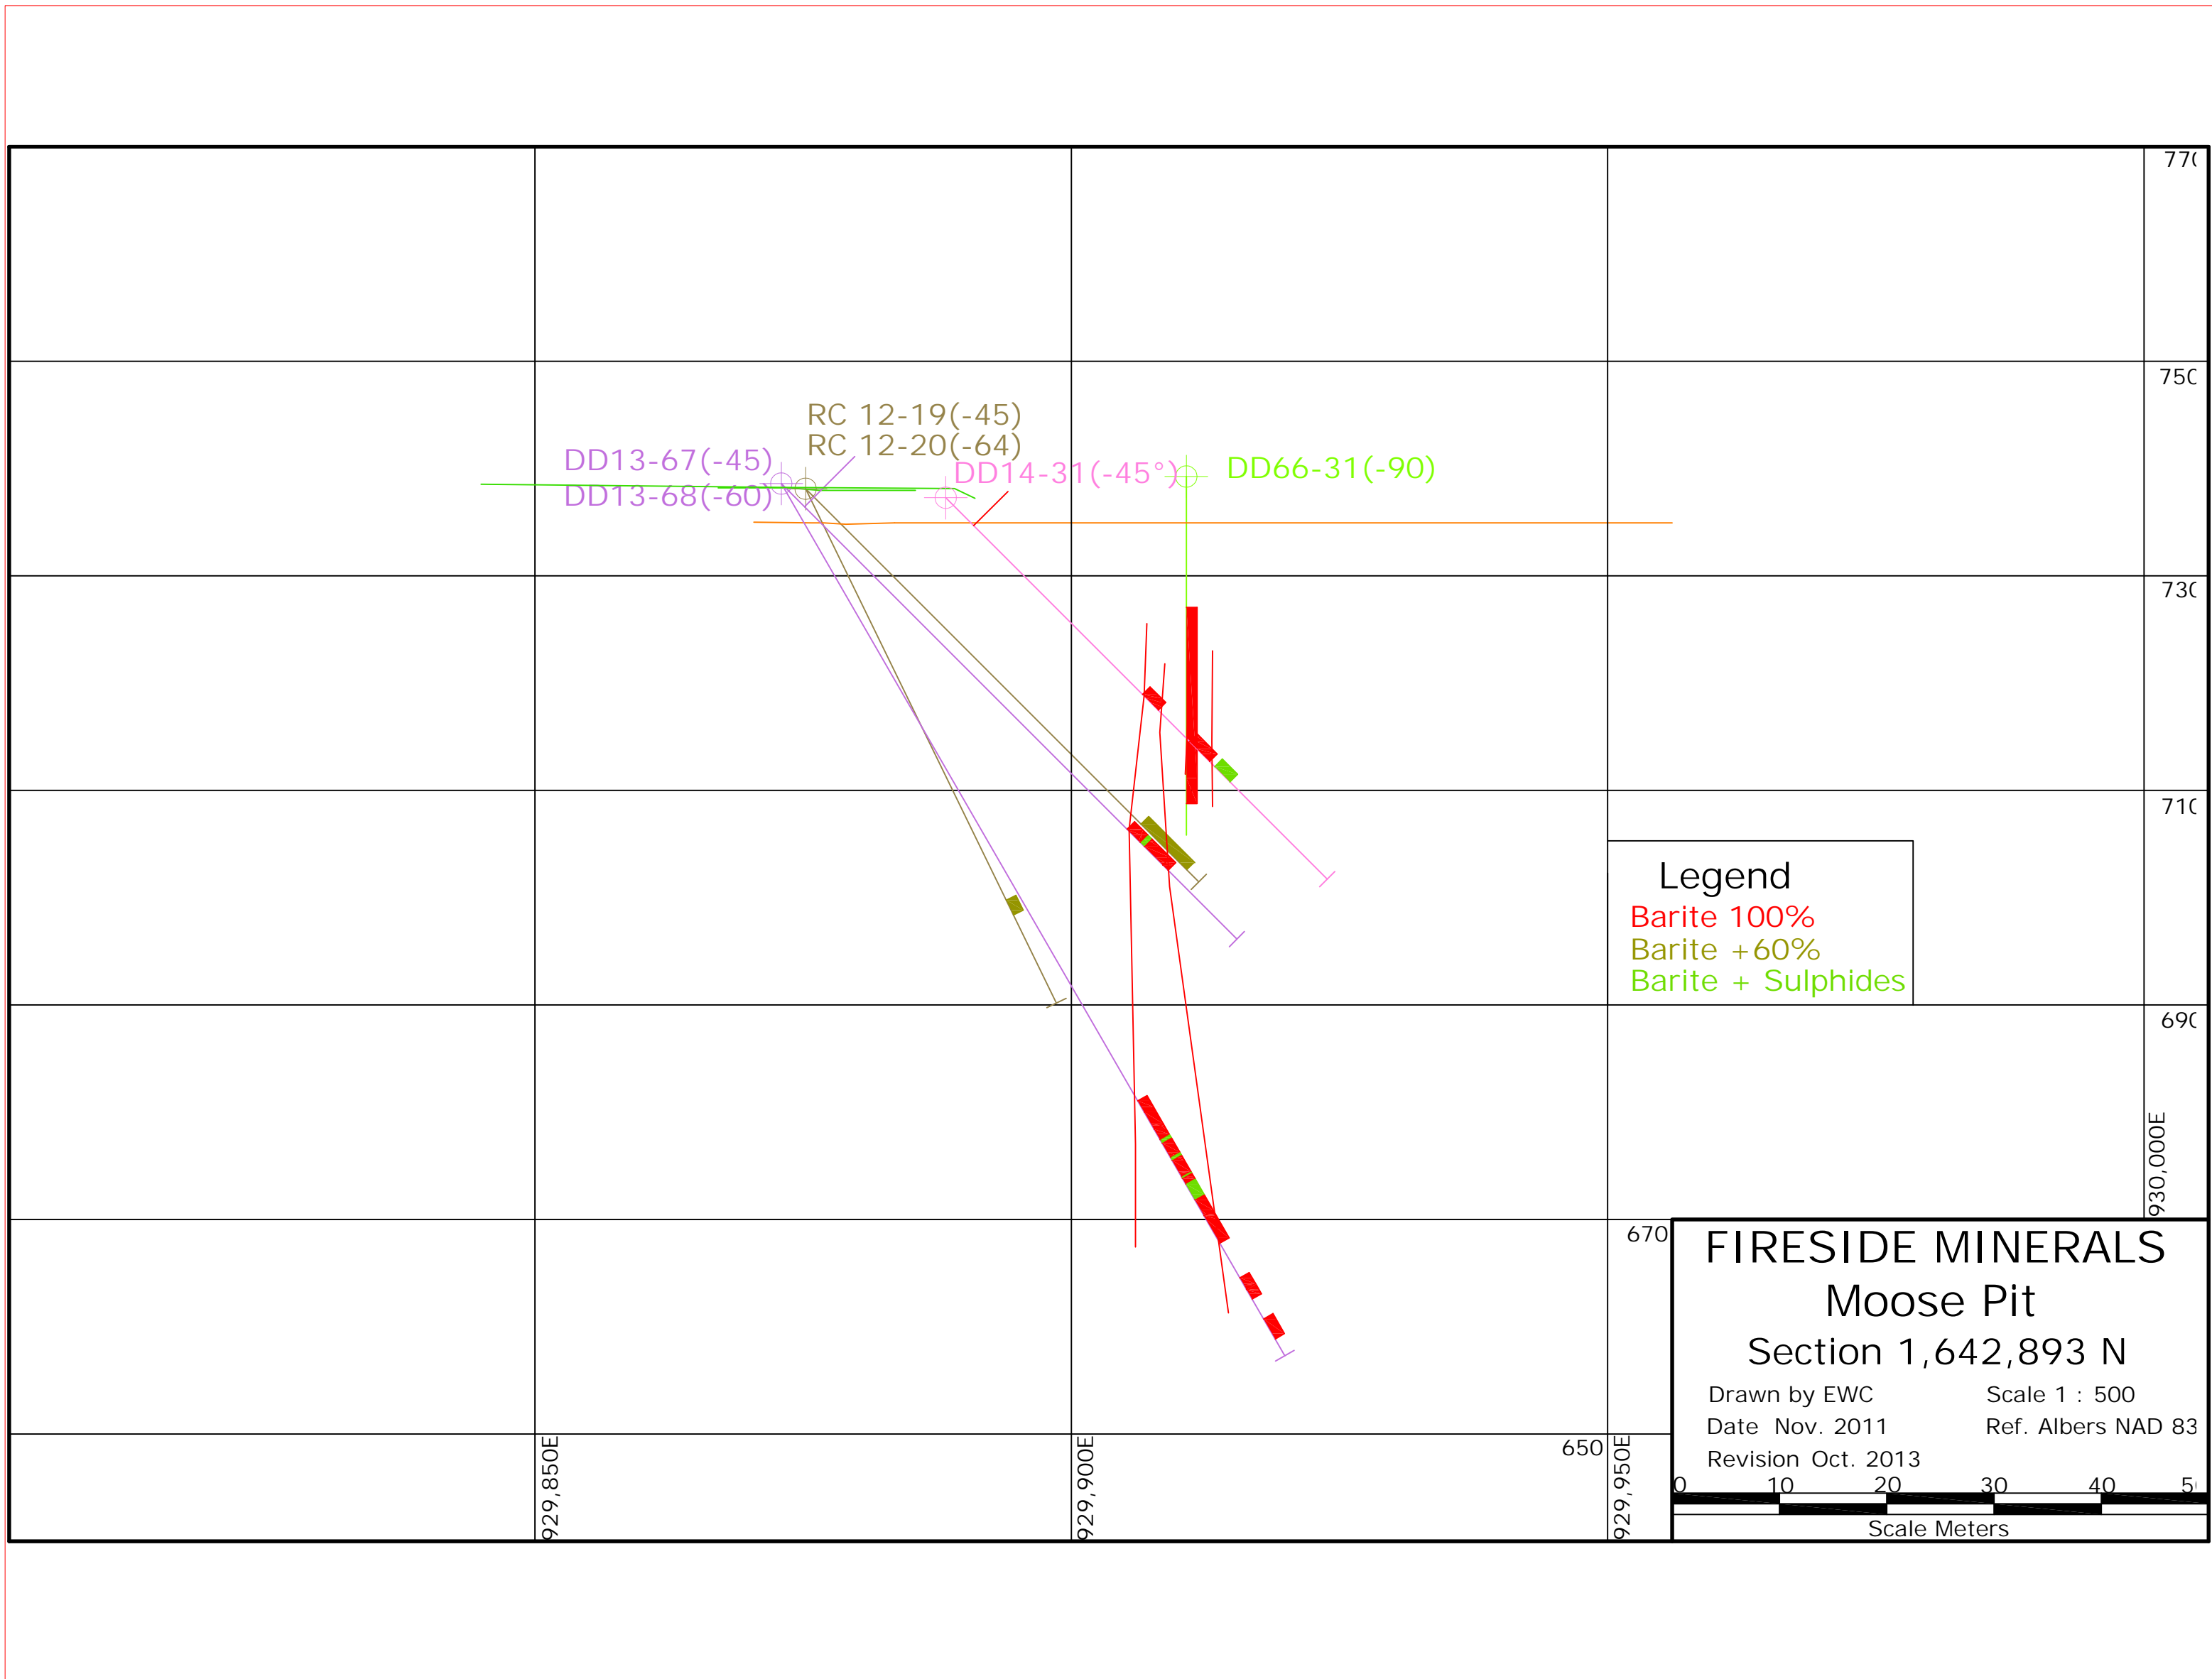 770
750
RC 12-19(-45)
RC 12-20(-64)
DD13-67(-45)
DD14-31(-45°)
DD66-31(-90)
DD13-68(-60)
730
710
Legend
Barite 100%
Barite +60%
Barite + Sulphides
690
930,000E
670
650
929,850E
929,900E
929,950E
FIRESIDE MINERALS
Moose Pit
Section 1,642,893 N
Drawn by EWC Scale 1 : 500
Date Nov. 2011 Ref. Albers NAD 83
Revision Oct. 2013
0 10 20 30 40
Scale Meters